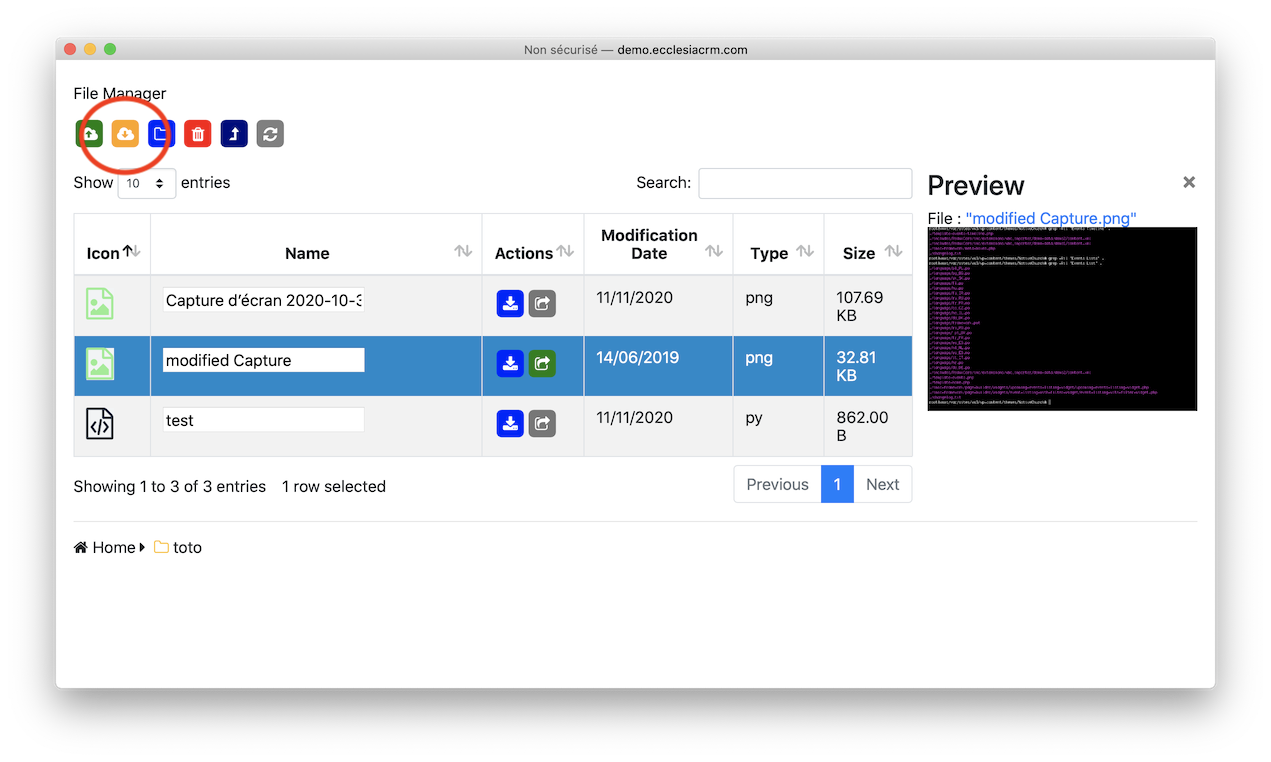 Non sécurisé — demo.ecclesiacrm.com
File Manager
Show 10 entries
Search:
Icon Name Actions Modification Date Type Size
Capture d'écran 2020-10-3 11/11/2020 png 107.69 KB
modified Capture 14/06/2019 png 32.81 KB
test 11/11/2020 py 862.00 B
Showing 1 to 3 of 3 entries 1 row selected
Previous 1 Next
Home toto
Preview ×
File : "modified Capture.png"